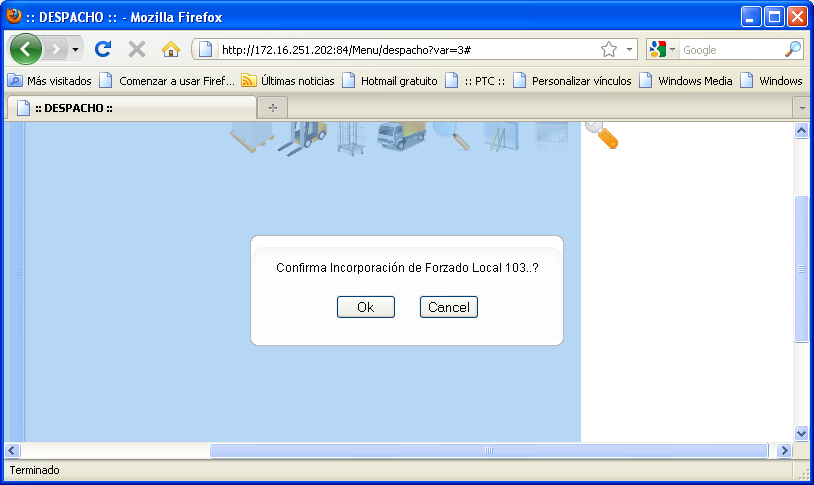 :: DESPACHO :: - Mozilla Firefox
http://172.16.251.202:84/Menu/despacho?var=3#
Google
Más visitados
Comenzar a usar Firef...
Últimas noticias
Hotmail gratuito
:: PTC ::
Personalizar vínculos
Windows Media
Windows
:: DESPACHO ::
Confirma Incorporación de Forzado Local 103..?
Ok
Cancel
Terminado